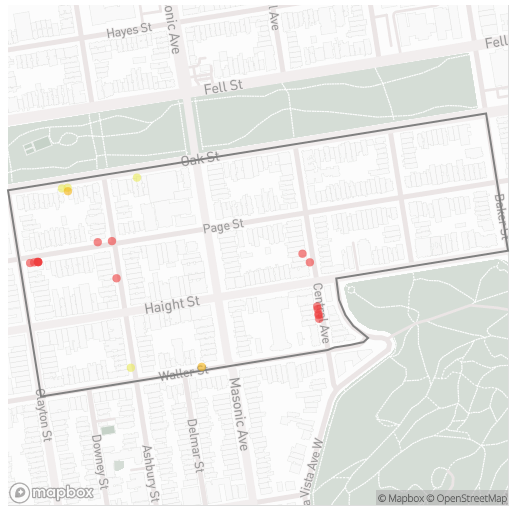 Hayes St
onic Ave
l Ave
Fell
Fell St
Oak St
Baker St
Page St
Haight St
Central Ave
Waller St
Masonic Ave
Clayton St
Downey St
Ashbury St
Delmar St
e Vista Ave W
mapbox
© Mapbox © OpenStreetMap